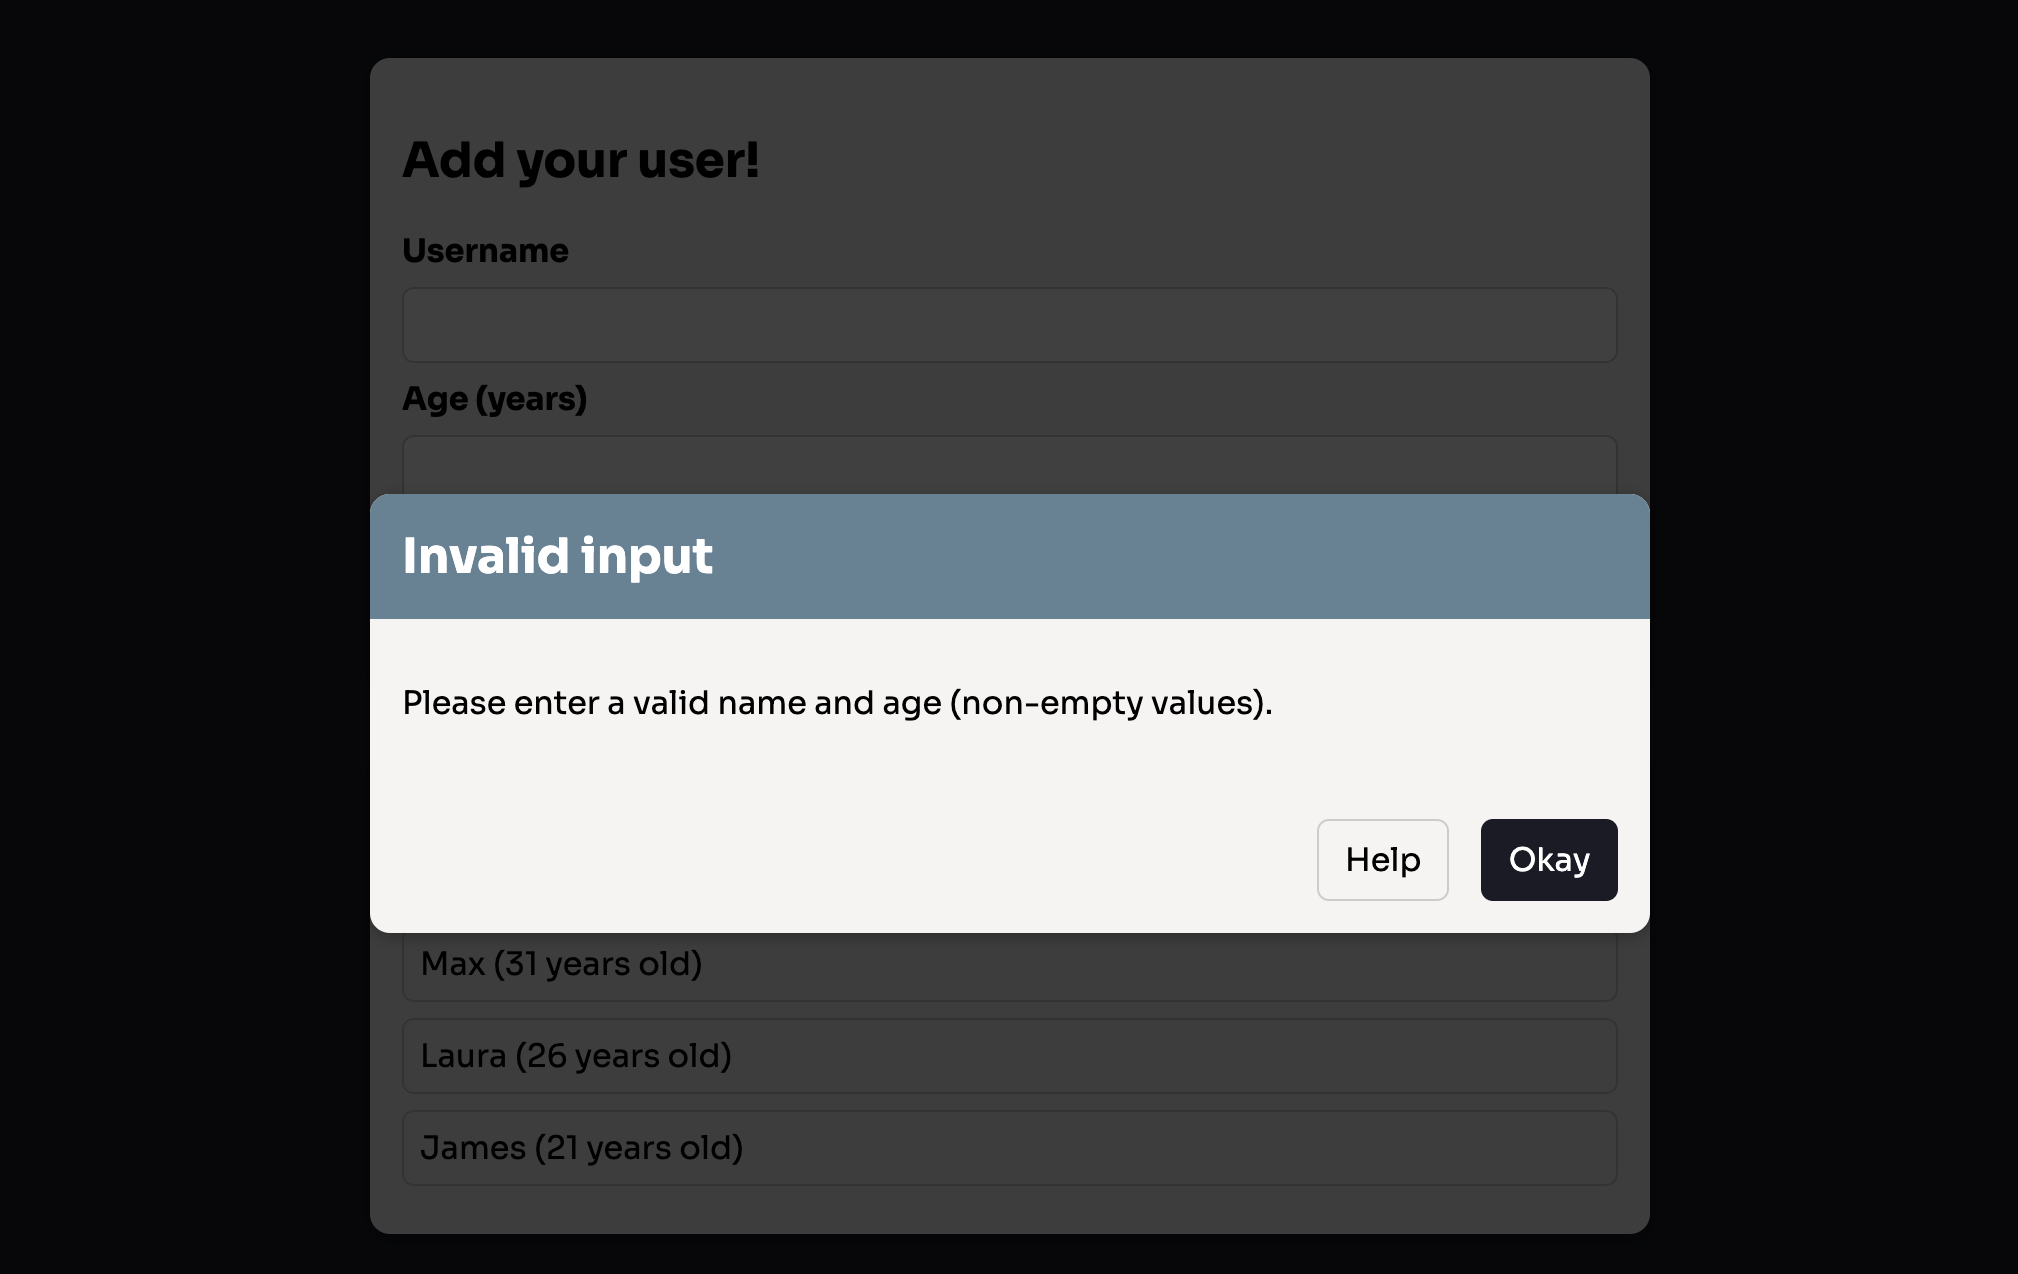 Add your user!
Username
Age (years)
Invalid input
Please enter a valid name and age (non-empty values).
Help
Okay
Max (31 years old)
Laura (26 years old)
James (21 years old)